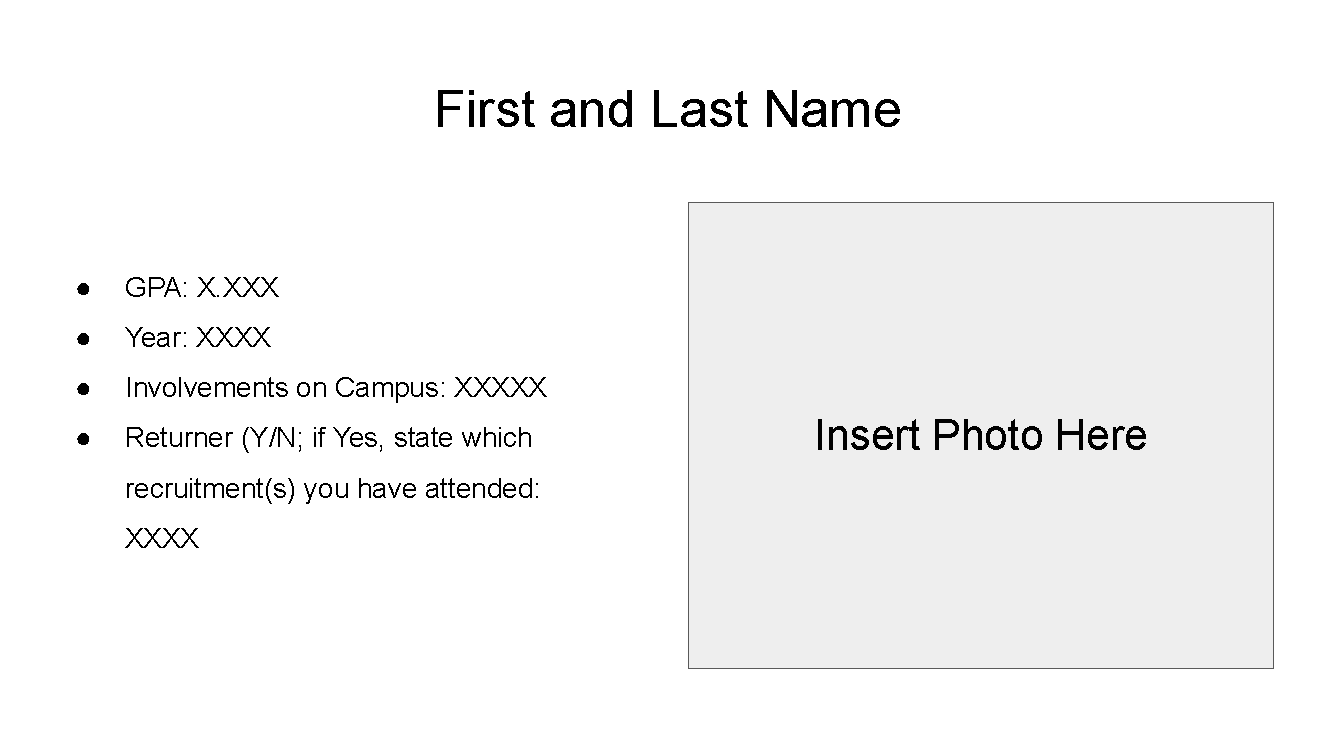 First and Last Name
● GPA: X.XXX
● Year: XXXX
● Involvements on Campus: XXXXX
● Returner (Y/N; if Yes, state which
recruitment(s) you have attended:
XXXX
Insert Photo Here